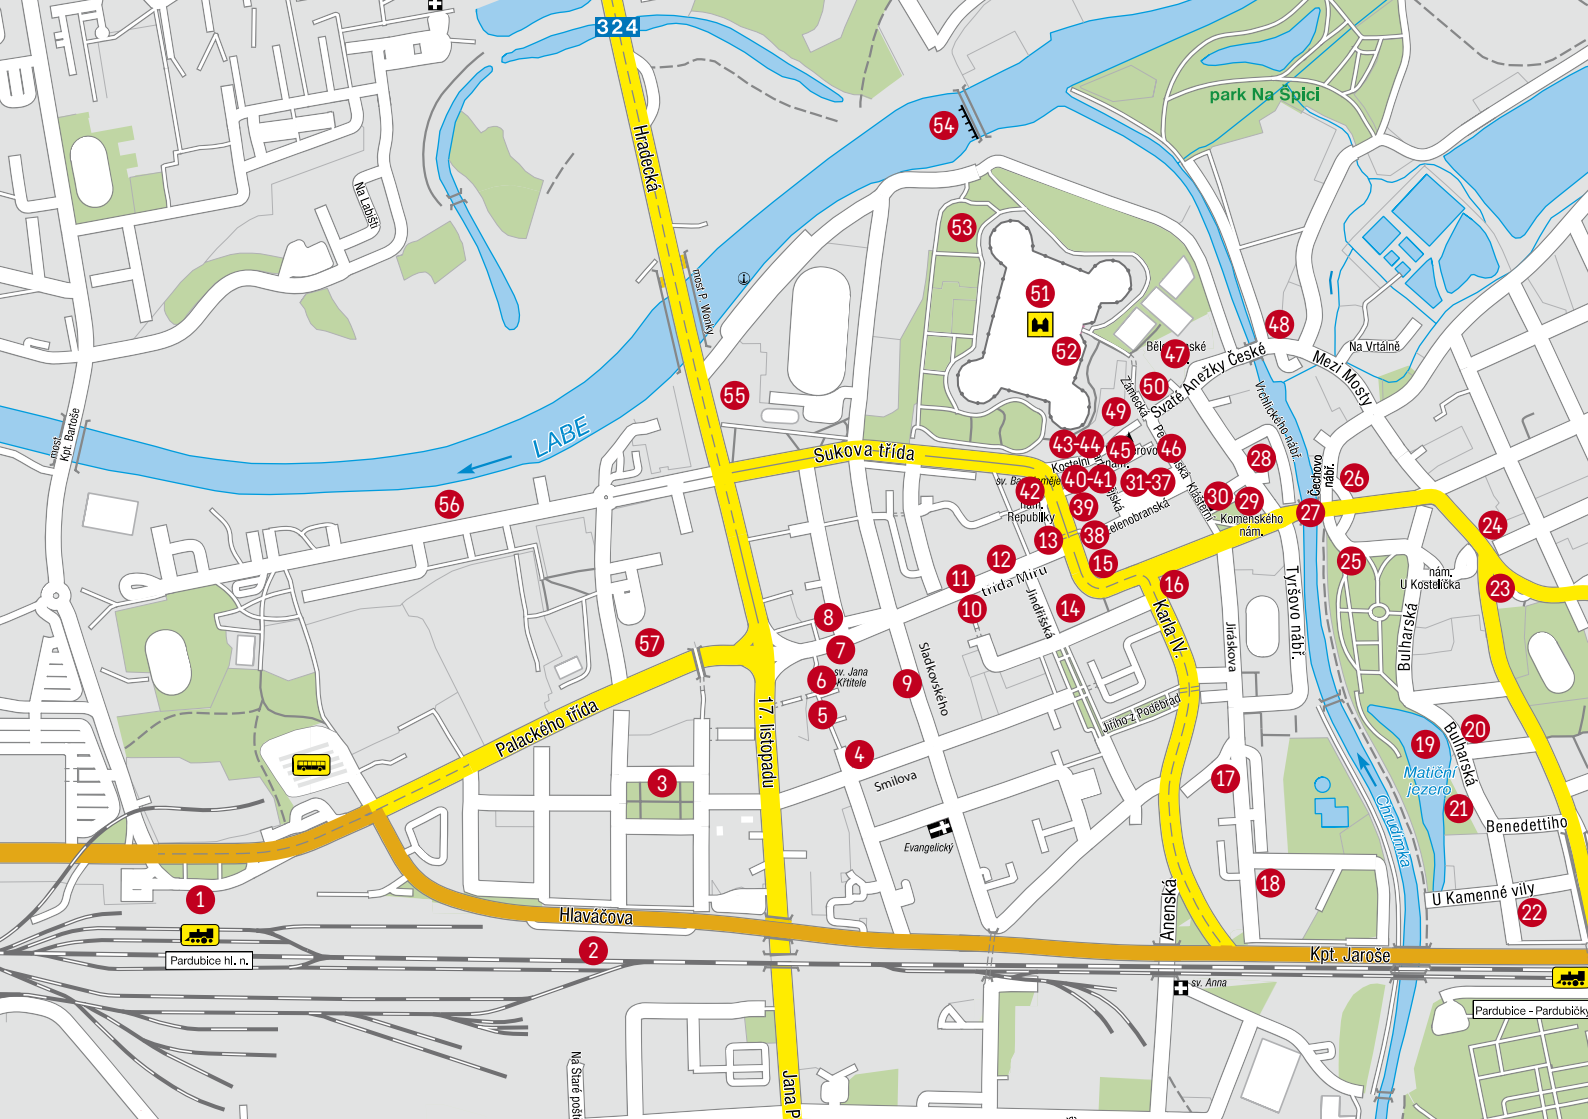 324
park Na Špici
54
Hradecká
Na Labišti
53
most P. Wonky
51
52
48
47
Na Vrtálně
Mezi Mosty
Svaté Anežky České
Zámecká
50
49
55
most
Kpt. Bartoše
LABE
Sukova třída
43-44
45
46
28
Vrchlického nábř.
Čechovo
nábř.
26
Kostelní
40-41
31-37
42
nám.
Republiky
39
Zelenobranská
30
29
Komenského
nám.
27
24
56
38
13
12
15
25
nám.
U Kostelíčka
23
11
třída Míru
16
10
14
Jindřišská
Karla IV.
Tyršovo nábř.
Jiráskova
Bulharská
8
7
57
6
sv. Jana
Křtitele
9
Sladkovského
5
17. listopadu
Palackého třída
Jiřího z Poděbrad
4
Smilova
3
17
19
20
Bulharská
Matiční
jezero
21
Benedettiho
Chrudimka
Evangelický
18
U Kamenné vily
22
1
Hlaváčova
Anenská
2
Pardubice hl. n.
Kpt. Jaroše
sv. Anna
Pardubice - Pardubičky
Na Staré poště
Jana P